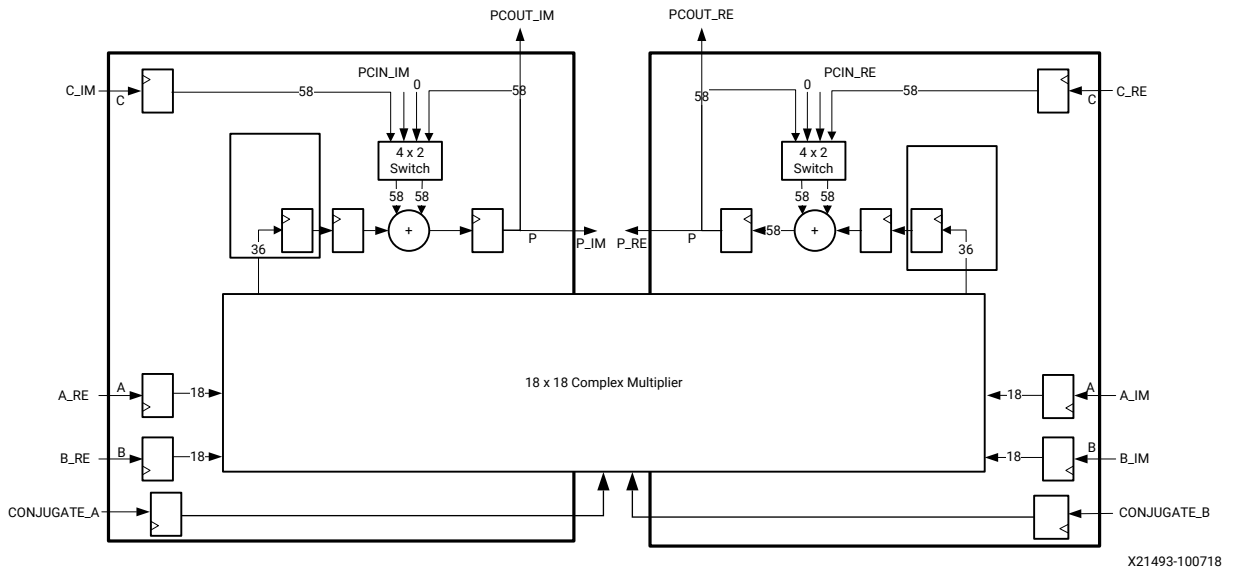 PCOUT_IM
PCOUT_RE
PCIN_IM
PCIN_RE
C_IM
C
58
0
58
58
0
58
C
C_RE
4 x 2
Switch
4 x 2
Switch
58
58
58
58
+
+
58
36
P
P_IM
P_RE
P
36
18 x 18 Complex Multiplier
A_RE
A
18
18
A
A_IM
B_RE
B
18
18
B
B_IM
CONJUGATE_A
CONJUGATE_B
X21493-100718